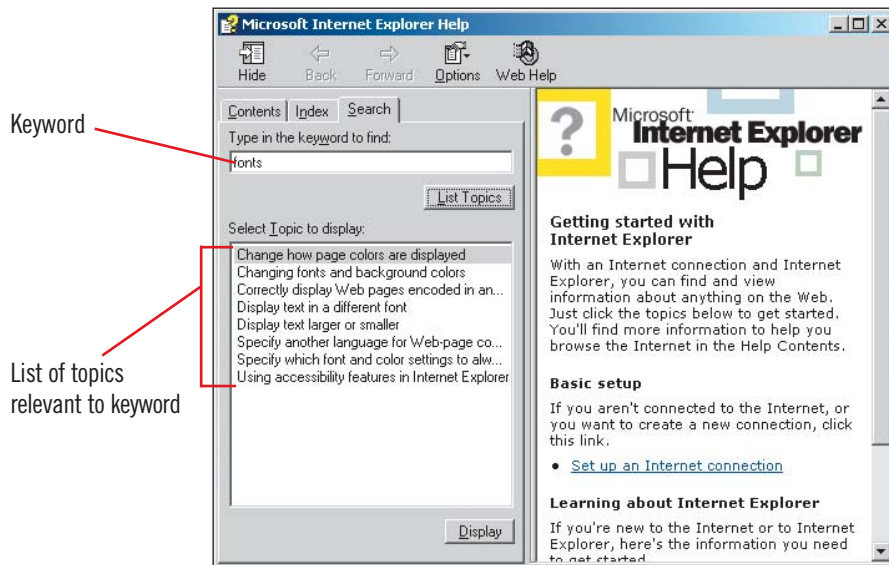 Microsoft Internet Explorer Help
Hide Back Forward Options Web Help
Contents Index Search
Type in the keyword to find:
fonts
List Topics
Select Topic to display:
Change how page colors are displayed
Changing fonts and background colors
Correctly display Web pages encoded in an...
Display text in a different font
Display text larger or smaller
Specify another language for Web-page co...
Specify which font and color settings to alw...
Using accessibility features in Internet Explorer
Display
Keyword
List of topics
relevant to keyword
?
Microsoft
Internet Explorer
Help
Getting started with
Internet Explorer
With an Internet connection and Internet
Explorer, you can find and view
information about anything on the Web.
Just click the topics below to get started.
You'll find more information to help you
browse the Internet in the Help Contents.
Basic setup
If you aren't connected to the Internet, or
you want to create a new connection, click
this link.
• Set up an Internet connection
Learning about Internet Explorer
If you're new to the Internet or to Internet
Explorer, here's the information you need
to get started